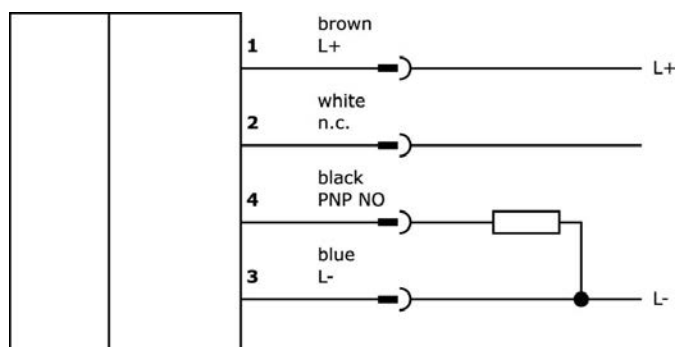 brown
1 L+
L+
white
2 n.c.
black
4 PNP NO
blue
3 L-
L-